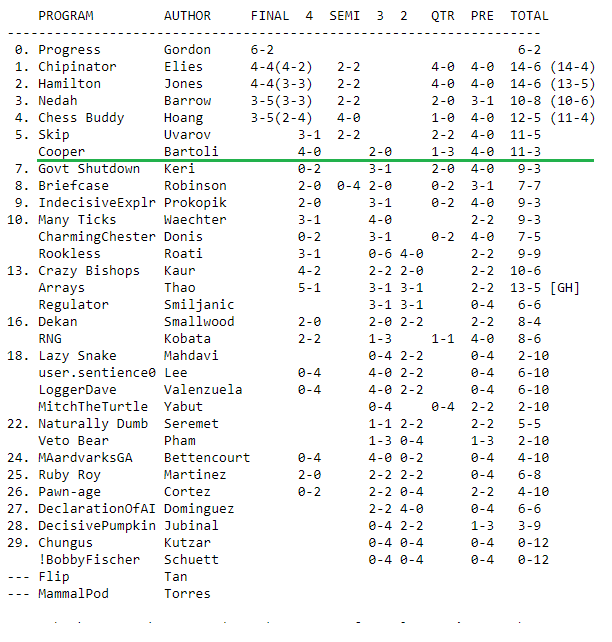 PROGRAM AUTHOR FINAL 4 SEMI 3 2 QTR PRE TOTAL
-------------------------------------------------------------------
0. Progress Gordon 6-2 6-2
1. Chipinator Elies 4-4(4-2) 2-2 4-0 4-0 14-6 (14-4)
2. Hamilton Jones 4-4(3-3) 2-2 4-0 4-0 14-6 (13-5)
3. Nedah Barrow 3-5(3-3) 2-2 2-0 3-1 10-8 (10-6)
4. Chess Buddy Hoang 3-5(2-4) 4-0 1-0 4-0 12-5 (11-4)
5. Skip Uvarov 3-1 2-2 2-2 4-0 11-5
Cooper Bartoli 4-0 2-0 1-3 4-0 11-3
7. Govt Shutdown Keri 0-2 3-1 2-0 4-0 9-3
8. Briefcase Robinson 2-0 0-4 2-0 0-2 3-1 7-7
9. IndecisiveExplr Prokopik 2-0 3-1 0-2 4-0 9-3
10. Many Ticks Waechter 3-1 4-0 2-2 9-3
CharmingChester Donis 0-2 3-1 0-2 4-0 7-5
Rookless Roati 3-1 0-6 4-0 2-2 9-9
13. Crazy Bishops Kaur 4-2 2-2 2-0 2-2 10-6
Arrays Thao 5-1 3-1 3-1 2-2 13-5 [GH]
Regulator Smiljanic 3-1 3-1 0-4 6-6
16. Dekan Smallwood 2-0 2-0 2-2 2-2 8-4
RNG Kobata 2-2 1-3 1-1 4-0 8-6
18. Lazy Snake Mahdavi 0-4 2-2 0-4 2-10
user.sentience0 Lee 0-4 4-0 2-2 0-4 6-10
LoggerDave Valenzuela 0-4 4-0 2-2 0-4 6-10
MitchTheTurtle Yabut 0-4 0-4 2-2 2-10
22. Naturally Dumb Seremet 1-1 2-2 2-2 5-5
Veto Bear Pham 1-3 0-4 1-3 2-10
24. MAardvarksGA Bettencourt 0-4 4-0 0-2 0-4 4-10
25. Ruby Roy Martinez 2-0 2-2 2-2 0-4 6-8
26. Pawn-age Cortez 0-2 2-2 0-4 2-2 4-10
27. DeclarationOfAI Dominguez 2-2 4-0 0-4 6-6
28. DecisivePumpkin Jubinal 0-4 2-2 1-3 3-9
29. Chungus Kutzar 0-4 0-4 0-4 0-12
!BobbyFischer Schuett 0-4 0-4 0-4 0-12
--- Flip Tan
--- MammalPod Torres